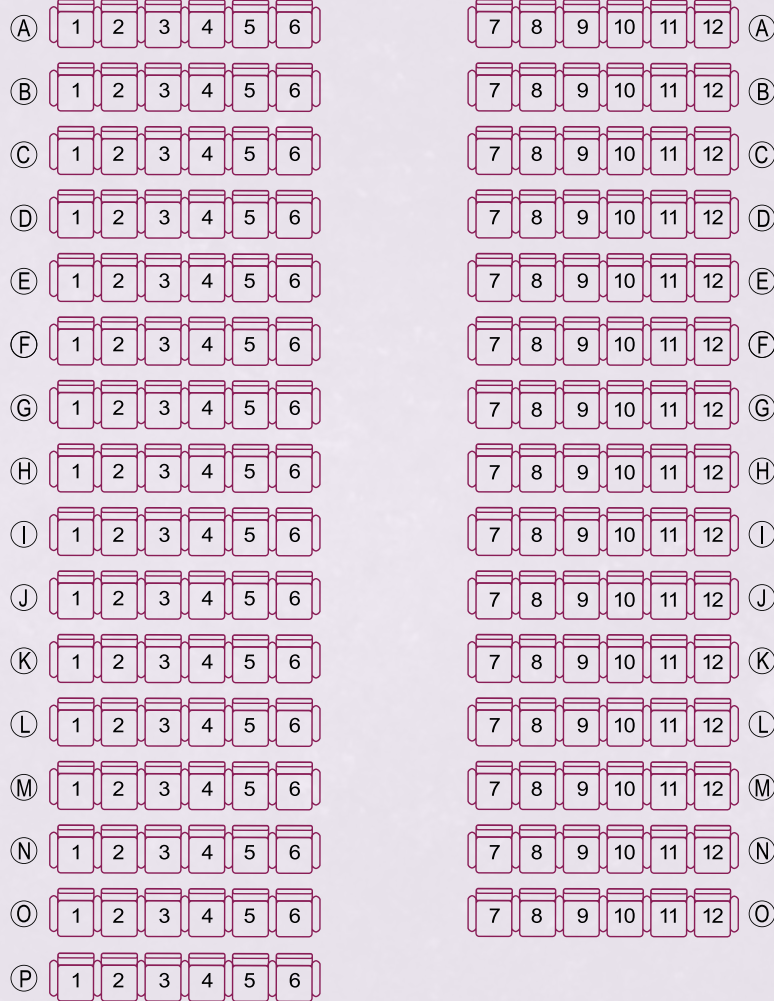 A 1 2 3 4 5 6 7 8 9 10 11 12 A
B 1 2 3 4 5 6 7 8 9 10 11 12 B
C 1 2 3 4 5 6 7 8 9 10 11 12 C
D 1 2 3 4 5 6 7 8 9 10 11 12 D
E 1 2 3 4 5 6 7 8 9 10 11 12 E
F 1 2 3 4 5 6 7 8 9 10 11 12 F
G 1 2 3 4 5 6 7 8 9 10 11 12 G
H 1 2 3 4 5 6 7 8 9 10 11 12 H
I 1 2 3 4 5 6 7 8 9 10 11 12 I
J 1 2 3 4 5 6 7 8 9 10 11 12 J
K 1 2 3 4 5 6 7 8 9 10 11 12 K
L 1 2 3 4 5 6 7 8 9 10 11 12 L
M 1 2 3 4 5 6 7 8 9 10 11 12 M
N 1 2 3 4 5 6 7 8 9 10 11 12 N
O 1 2 3 4 5 6 7 8 9 10 11 12 O
P 1 2 3 4 5 6